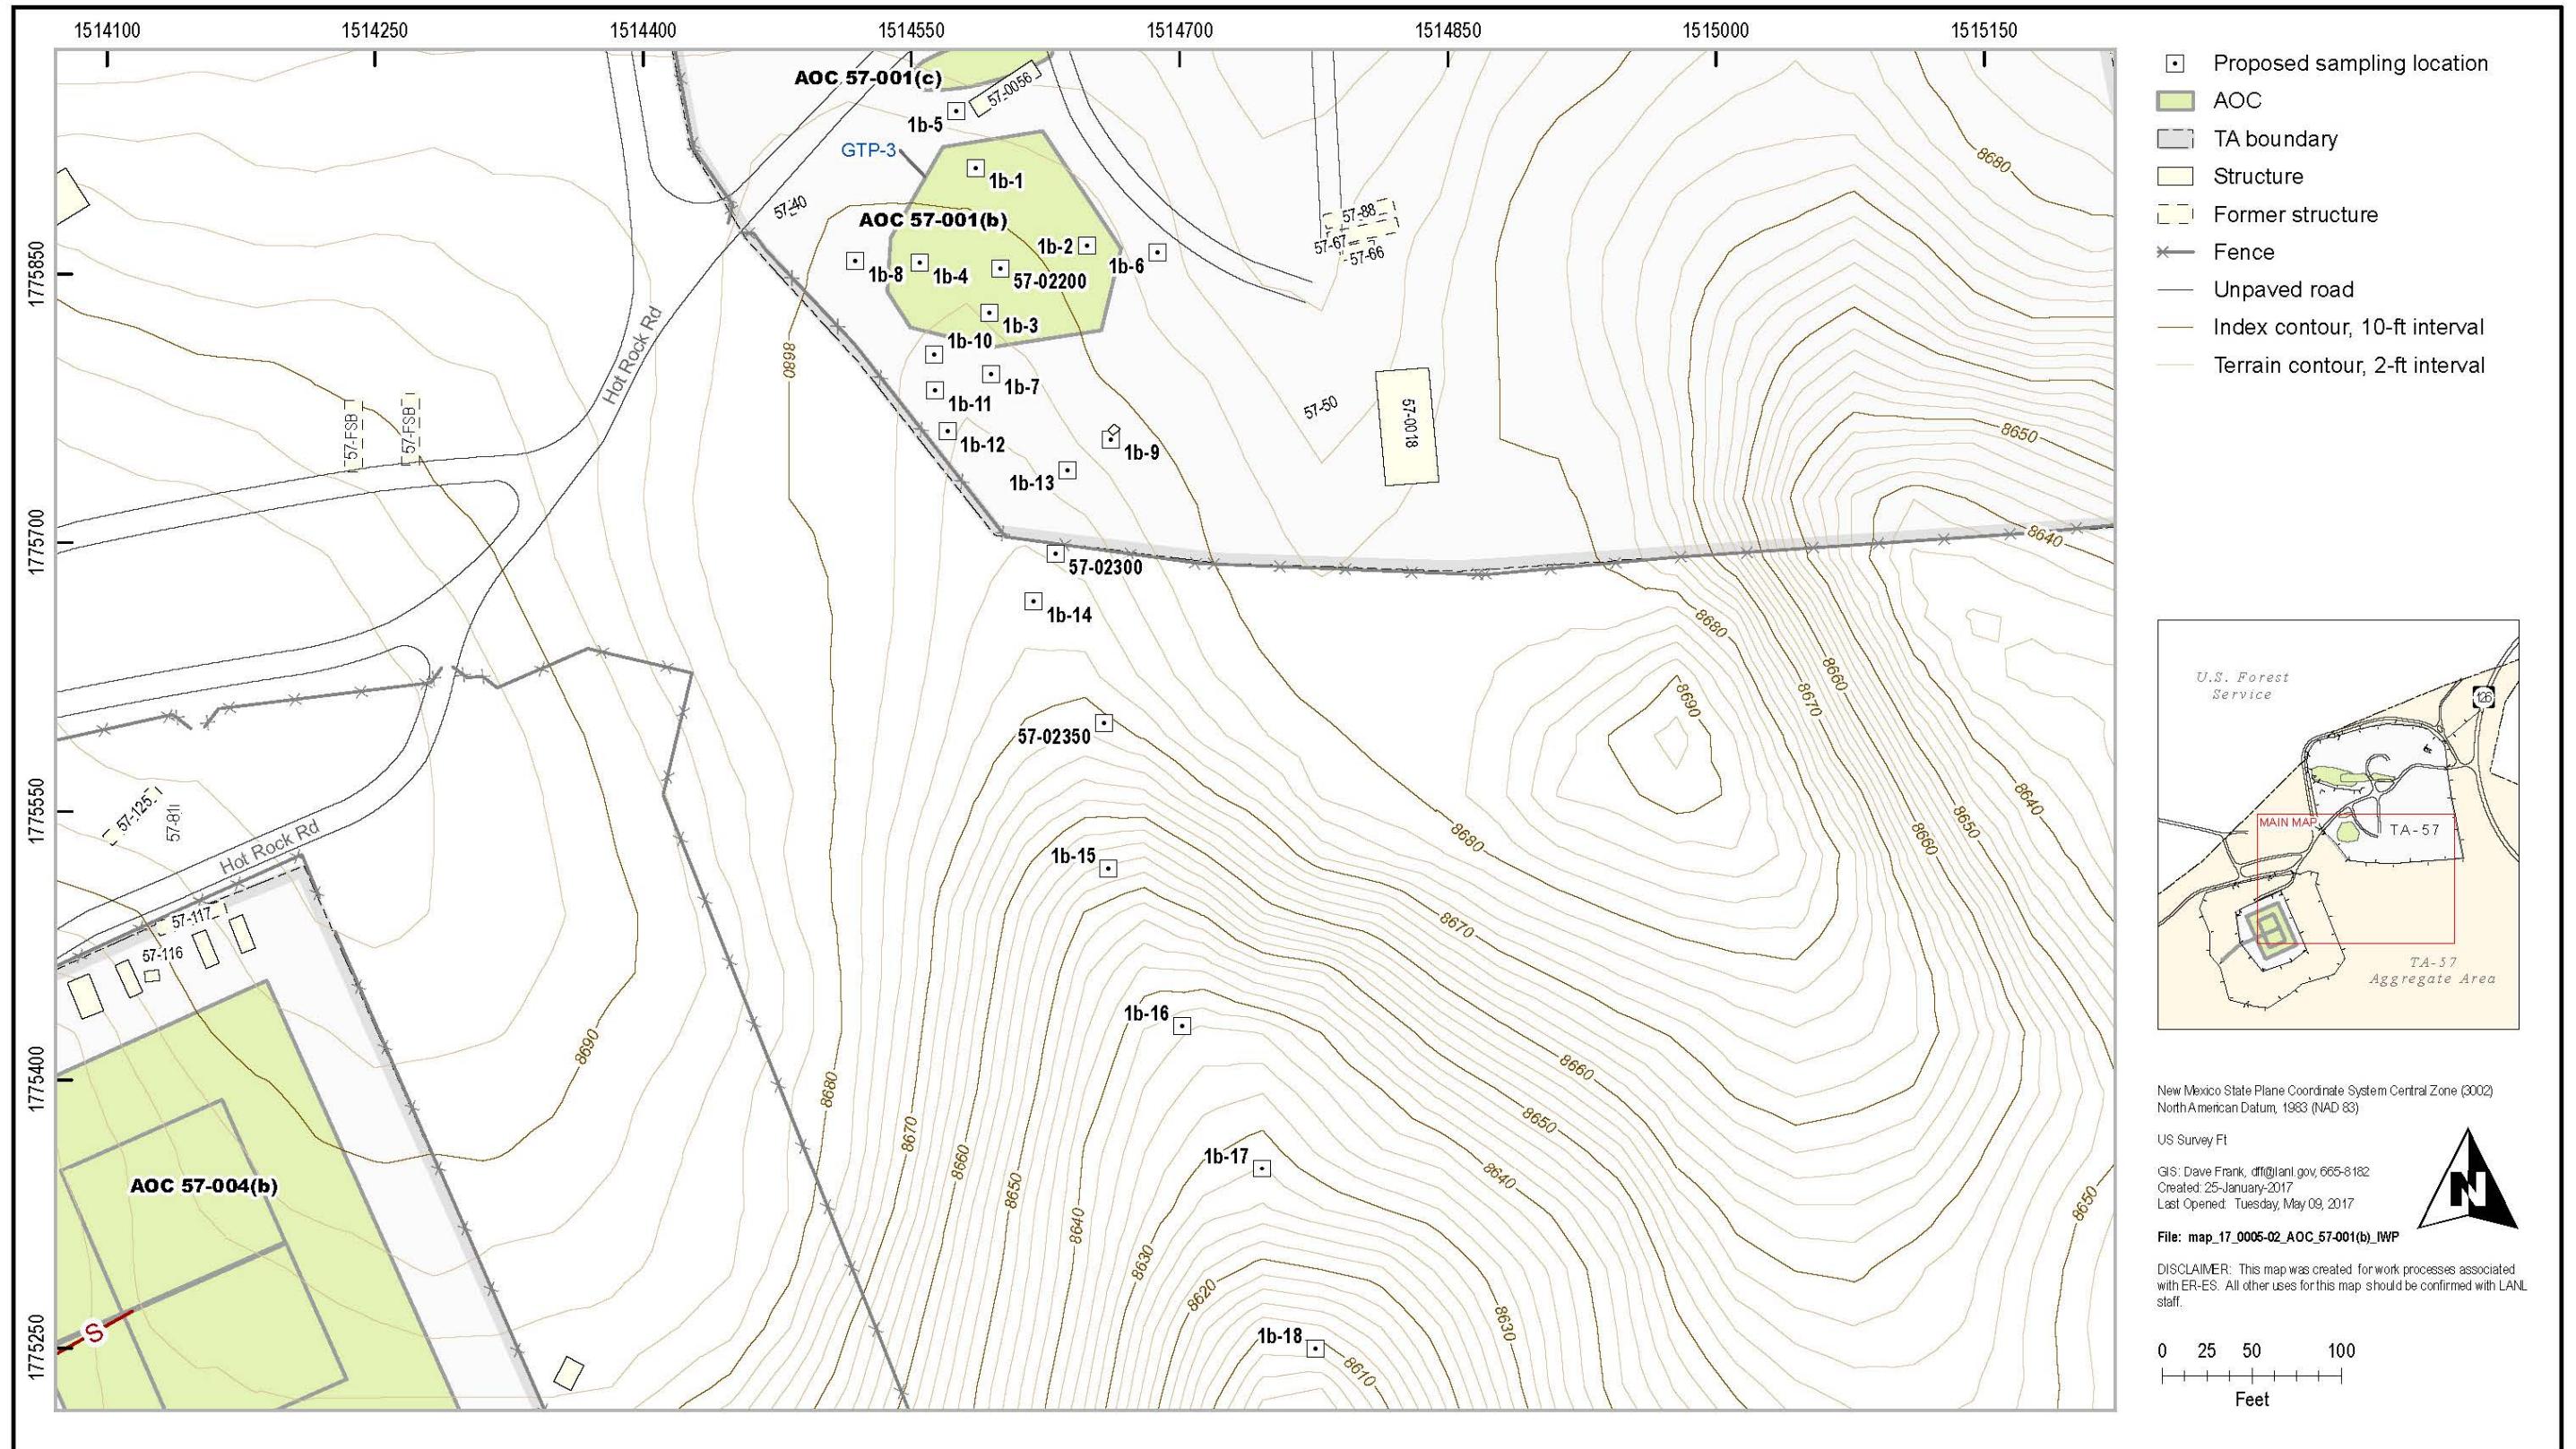 1514100
1514250
1514400
1514550
1514700
1514850
1515000
1515150
1775850
1775700
1775550
1775400
1775250
AOC 57-001(c)
57-0056
1b-5
GTP-3
1b-1
57-40
AOC 57-001(b)
1b-2
1b-6
1b-8
1b-4
57-02200
1b-3
1b-10
1b-7
1b-11
1b-12
1b-9
1b-13
57-88
57-67
57-66
57-50
57-0018
8680
8680
8650
8640
Hot Rock Rd
57-FSB
57-FSB
57-02300
1b-14
57-02350
8680
8690
8660
8670
8640
8650
8660
8680
8670
1b-15
1b-16
57-125
57-81
Hot Rock Rd
57-117
57-116
8690
8680
8670
8660
8650
8640
8630
8620
8660
8650
8640
8630
8650
1b-17
1b-18
8610
AOC 57-004(b)
S
Proposed sampling location
AOC
TA boundary
Structure
Former structure
Fence
Unpaved road
Index contour, 10-ft interval
Terrain contour, 2-ft interval
U.S. Forest
Service
126
MAIN MAP
TA-57
TA-57
Aggregate Area
New Mexico State Plane Coordinate System Central Zone (3002)
North American Datum, 1983 (NAD 83)
US Survey Ft
GIS: Dave Frank, dff@lanl.gov, 665-8182
Created: 25-January-2017
Last Opened: Tuesday, May 09, 2017
File: map_17_0005-02_AOC_57-001(b)_IWP
DISCLAIMER: This map was created for work processes associated
with ER-ES. All other uses for this map should be confirmed with LANL
staff.
N
0 25 50 100
Feet